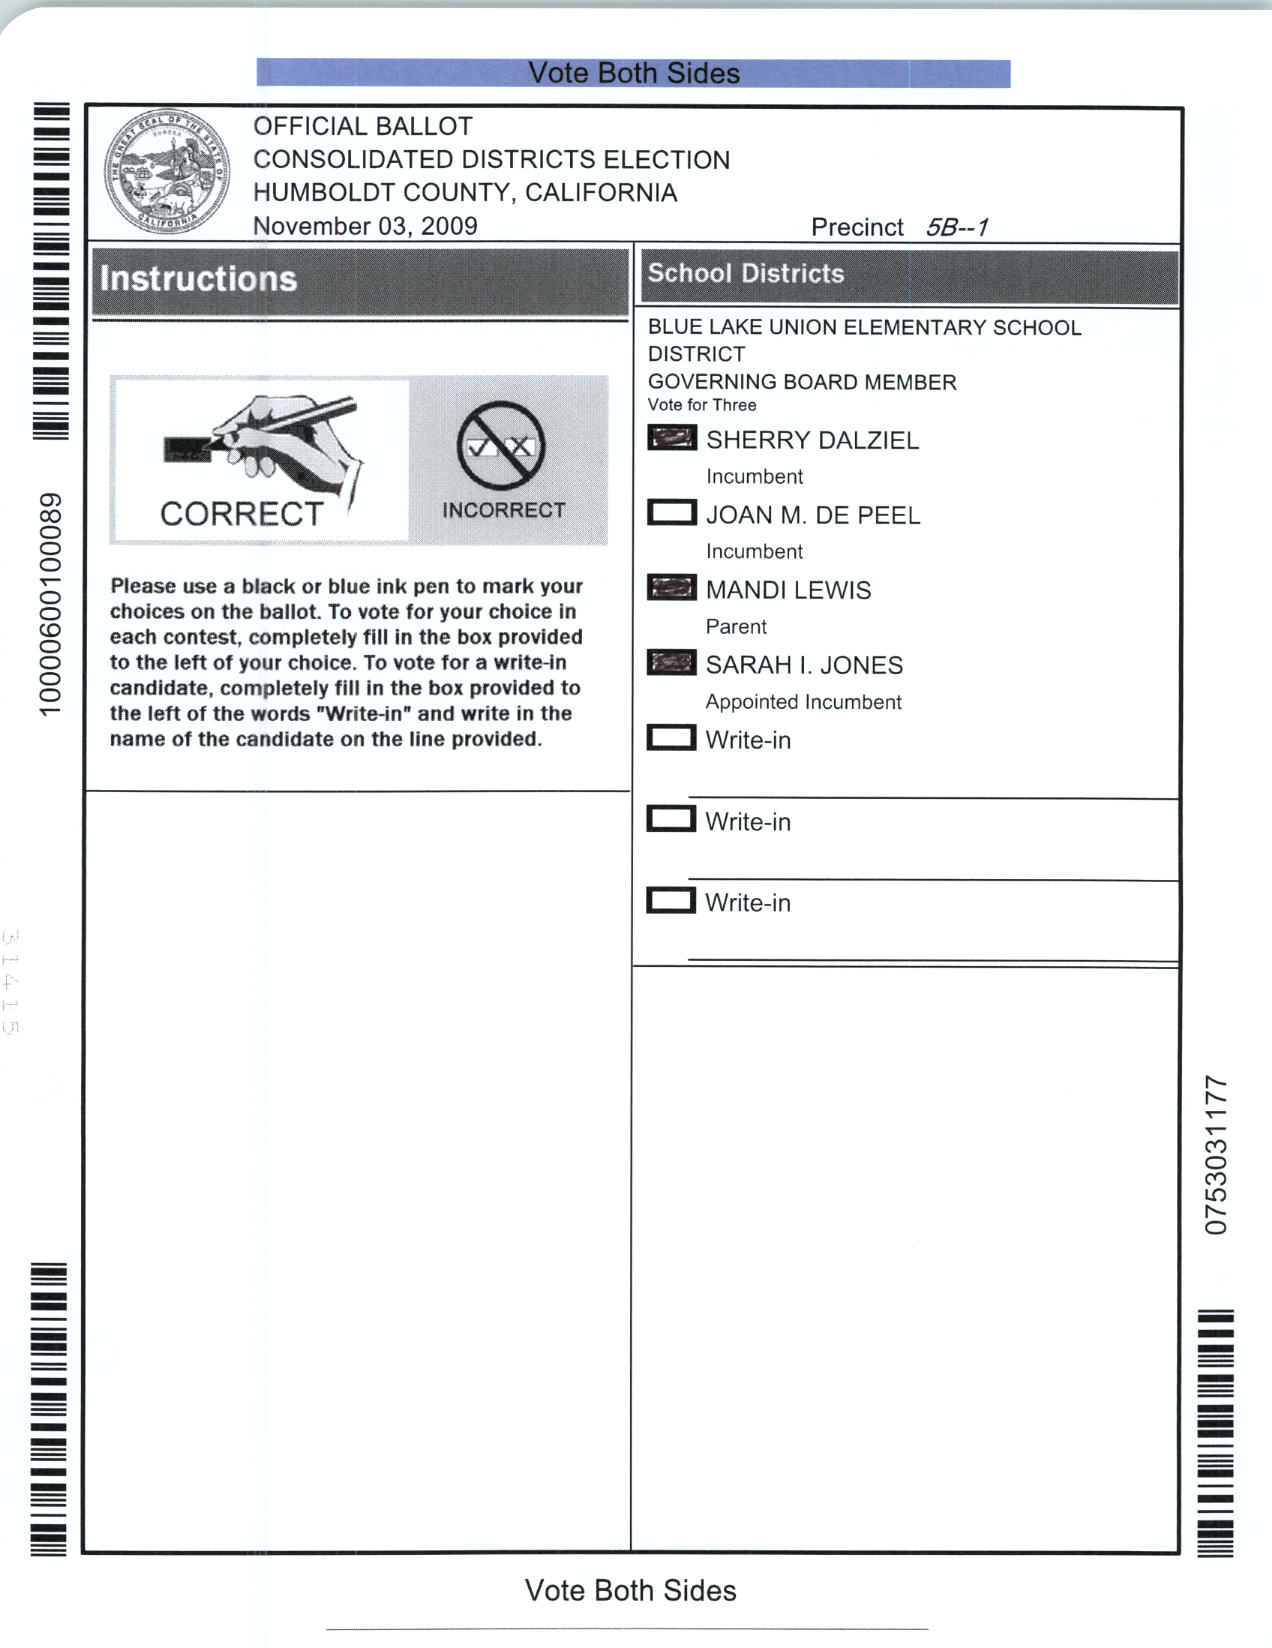 Vote Both Sides
OFFICIAL BALLOT
CONSOLIDATED DISTRICTS ELECTION
HUMBOLDT COUNTY, CALIFORNIA
November 03, 2009
Precinct 5B--1
THE GREAT SEAL OF THE STATE OF CALIFORNIA
EUREKA
Instructions
CORRECT
INCORRECT
Please use a black or blue ink pen to mark your
choices on the ballot. To vote for your choice in
each contest, completely fill in the box provided
to the left of your choice. To vote for a write-in
candidate, completely fill in the box provided to
the left of the words "Write-in" and write in the
name of the candidate on the line provided.
School Districts
BLUE LAKE UNION ELEMENTARY SCHOOL
DISTRICT
GOVERNING BOARD MEMBER
Vote for Three
SHERRY DALZIEL
Incumbent
JOAN M. DE PEEL
Incumbent
MANDI LEWIS
Parent
SARAH I. JONES
Appointed Incumbent
Write-in
Write-in
Write-in
10000600100089
31415
0753031177
Vote Both Sides